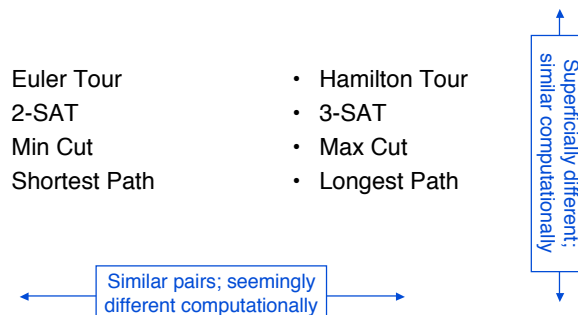 Euler Tour
2-SAT
Min Cut
Shortest Path
• Hamilton Tour
• 3-SAT
• Max Cut
• Longest Path
Superficially different;
similar computationally
Similar pairs; seemingly
different computationally